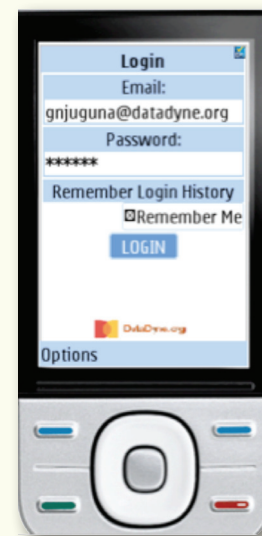 Login
Email:
gnjuguna@datadyne.org
Password:
******
Remember Login History
Remember Me
LOGIN
DataDyne.org
Options